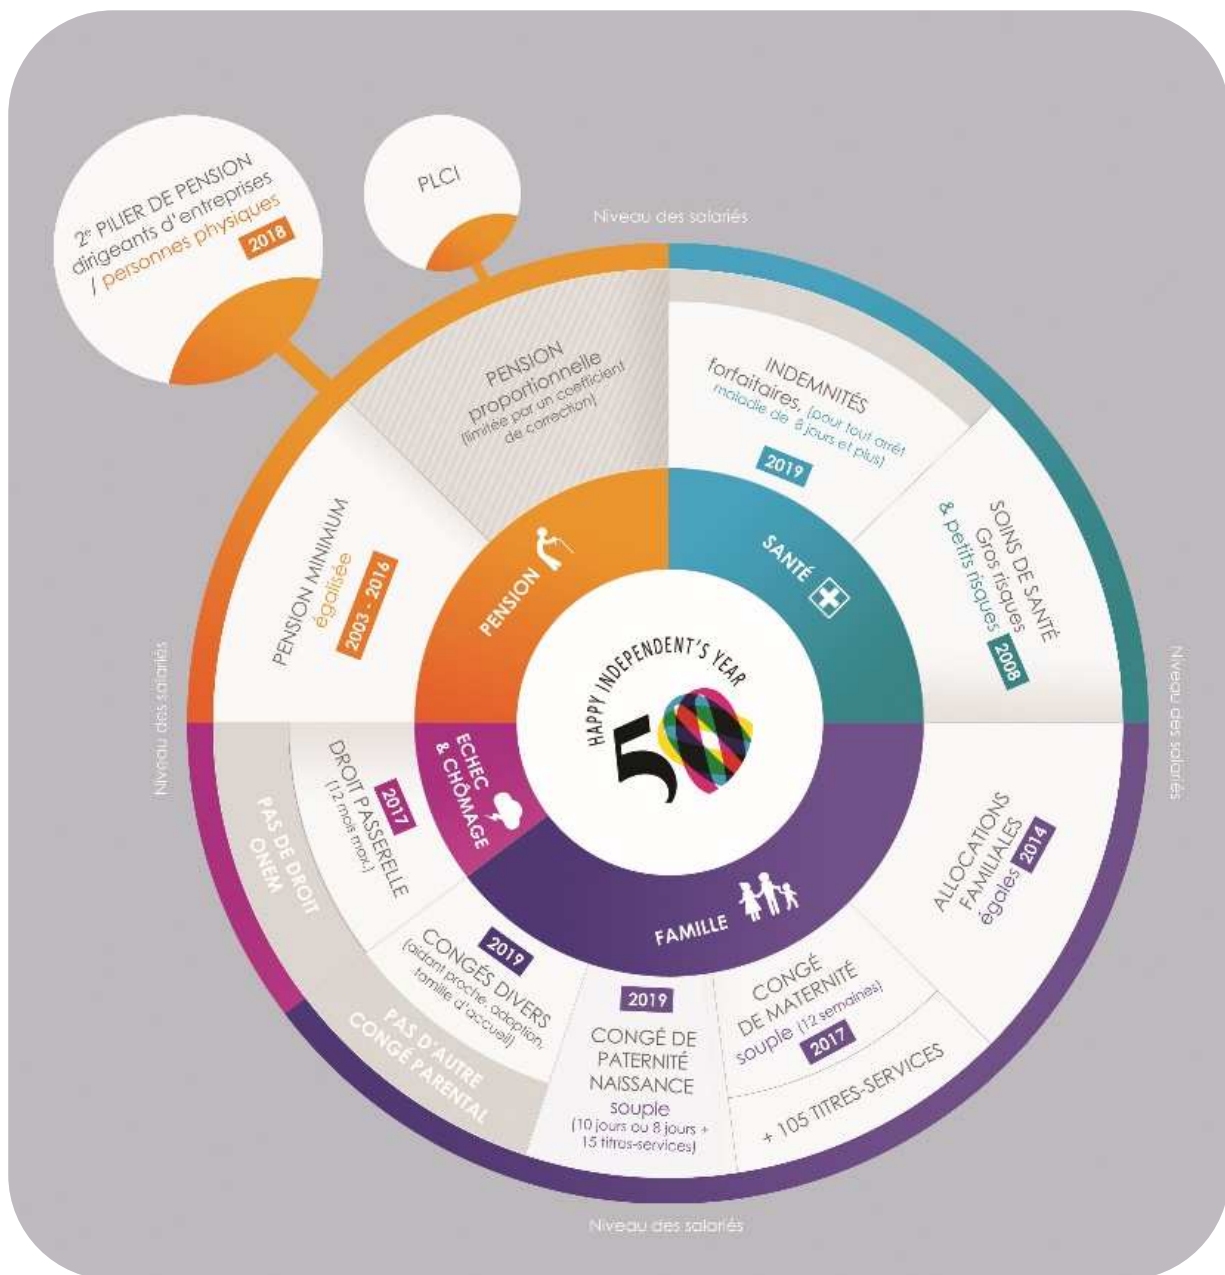 2e PILIER DE PENSION
dirigeants d'entreprises
/ personnes physiques
2018
PLCI
Niveau des salariés
PENSION
proportionnelle
(limitée par un coefficient
de correction)
INDEMNITÉS
forfaitaires, (pour tout arrêt
maladie de 8 jours et plus)
2019
SOINS DE SANTÉ
Gros risques
& petits risques 2008
PENSION MINIMUM
égalisée
2003 - 2016
PENSION
SANTÉ
HAPPY INDEPENDENT'S YEAR
50
Niveau des salariés
Niveau des salariés
ECHEC
& CHÔMAGE
2017
DROIT PASSERELLE
(12 mois max.)
PAS DE DROIT
ONEM
FAMILLE
ALLOCATIONS
FAMILIALES
égales 2014
2019
CONGÉS DIVERS
(aidant proche, adoption,
famille d'accueil)
PAS D'AUTRE
CONGÉ PARENTAL
2019
CONGÉ DE
PATERNITÉ
NAISSANCE
souple
(10 jours ou 8 jours +
15 titres-services)
CONGÉ
DE MATERNITÉ
souple (12 semaines)
2017
+ 105 TITRES-SERVICES
Niveau des salariés